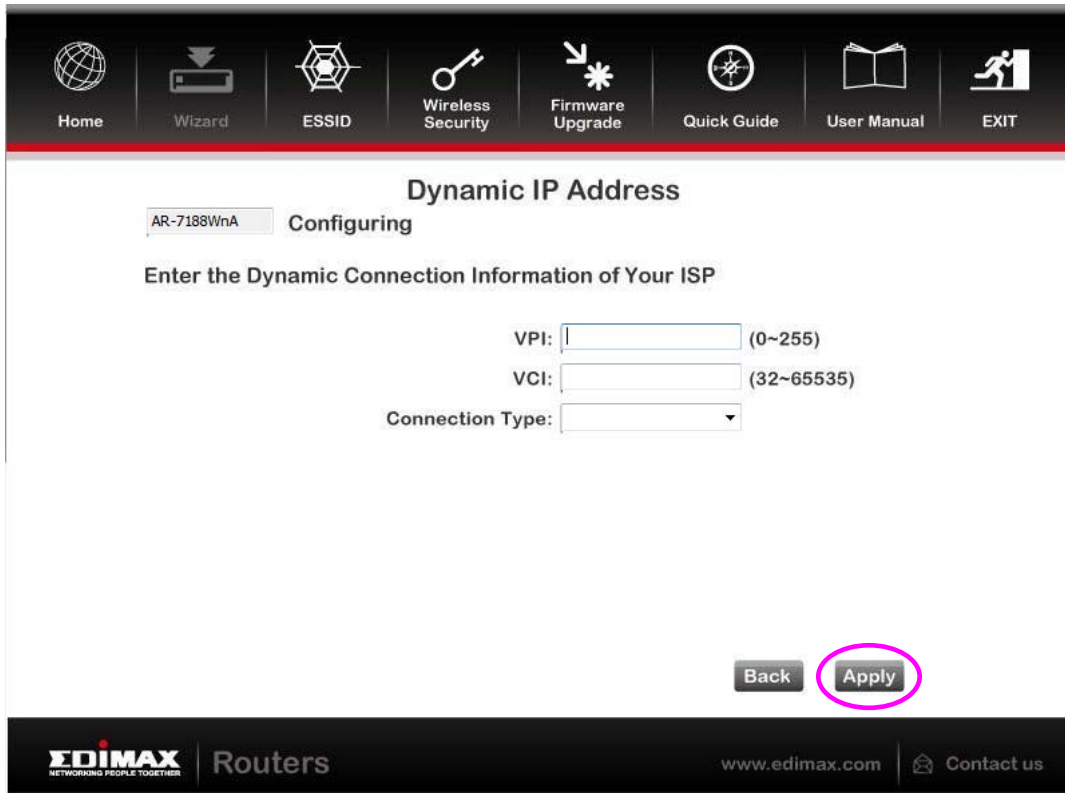 Home
Wizard
ESSID
Wireless
Security
Firmware
Upgrade
Quick Guide
User Manual
EXIT
Dynamic IP Address
AR-7188WnA Configuring
Enter the Dynamic Connection Information of Your ISP
VPI: (0~255)
VCI: (32~65535)
Connection Type:
Back Apply
EDIMAX
NETWORKING PEOPLE TOGETHER
Routers
www.edimax.com
Contact us